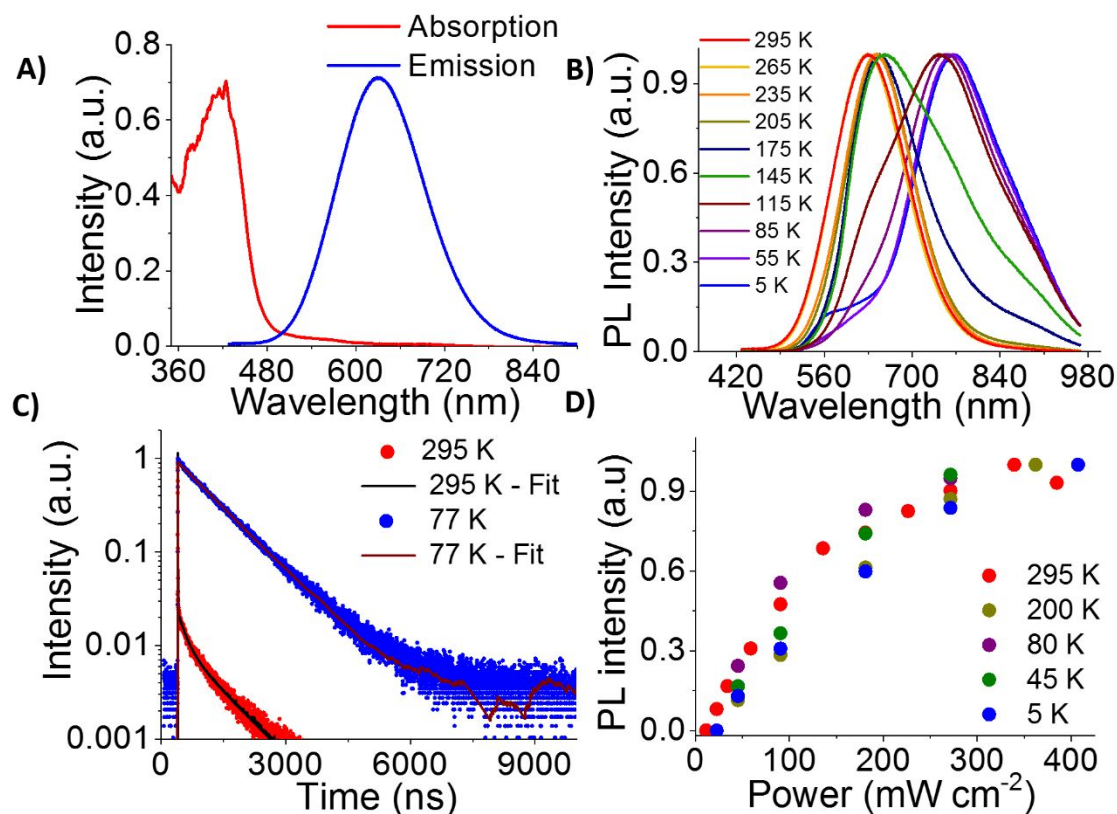 A)
Absorption
Emission
Intensity (a.u.)
0.8
0.6
0.4
0.2
0.0
360 480 600 720 840
Wavelength (nm)
B)
PL Intensity (a.u.)
0.9
0.6
0.3
0.0
295 K
265 K
235 K
205 K
175 K
145 K
115 K
85 K
55 K
5 K
420 560 700 840 980
Wavelength (nm)
C)
Intensity (a.u.)
1
0.1
0.01
0.001
295 K
295 K - Fit
77 K
77 K - Fit
0 3000 6000 9000
Time (ns)
D)
PL intensity (a.u)
0.9
0.6
0.3
0.0
295 K
200 K
80 K
45 K
5 K
0 100 200 300 400
Power (mW cm⁻²)